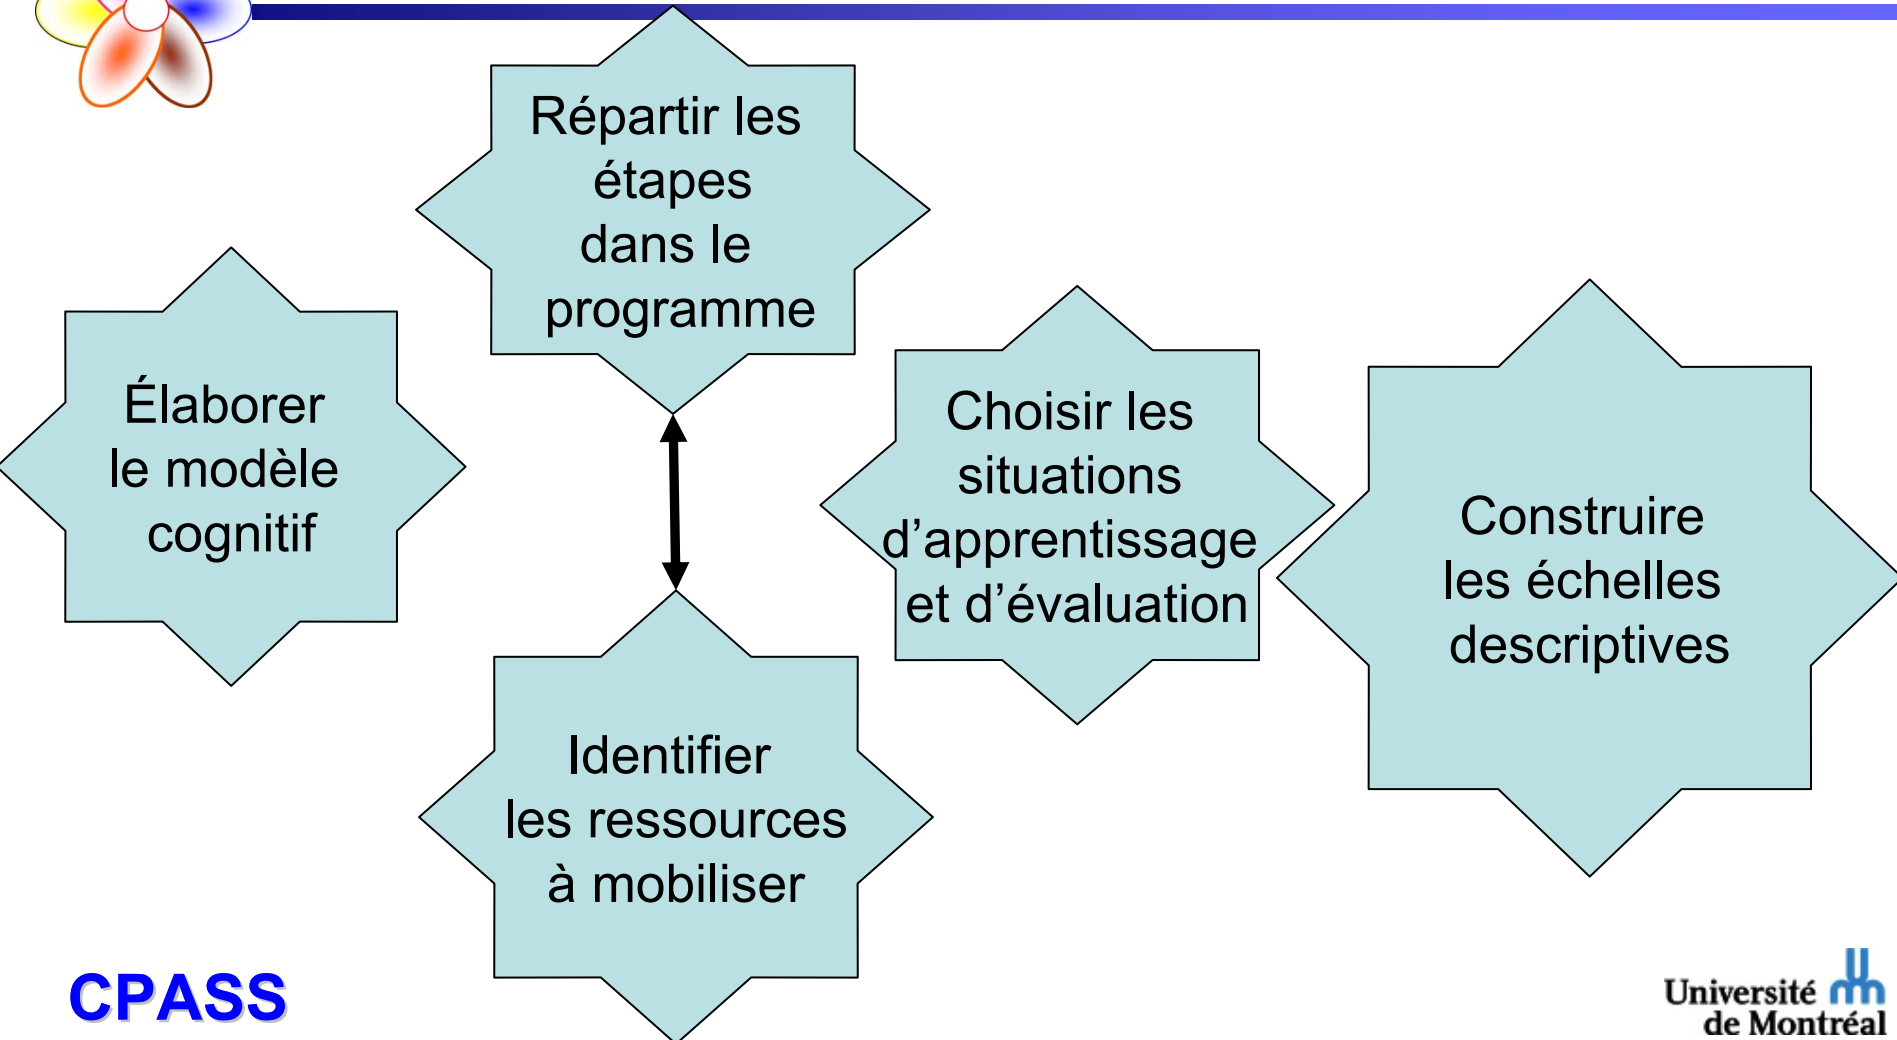 Répartir les
étapes
dans le
programme
Élaborer
le modèle
cognitif
Choisir les
situations
d’apprentissage
et d’évaluation
Construire
les échelles
descriptives
Identifier
les ressources
à mobiliser
CPASS
Université
de Montréal